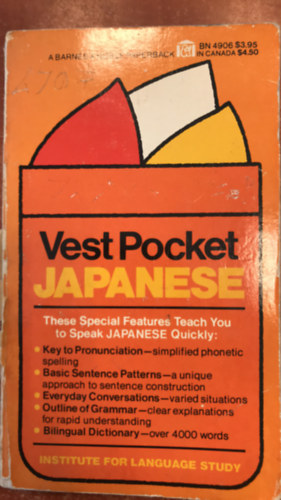 A BARNES & NOBLE PAPERBACK
BN 4906 $3.95
IN CANADA $4.50
Vest Pocket
JAPANESE
These Special Features Teach You
to Speak JAPANESE Quickly:
Key to Pronunciation—simplified phonetic
spelling
Basic Sentence Patterns—a unique
approach to sentence construction
Everyday Conversations—varied situations
Outline of Grammar—clear explanations
for rapid understanding
Bilingual Dictionary—over 4000 words
INSTITUTE FOR LANGUAGE STUDY